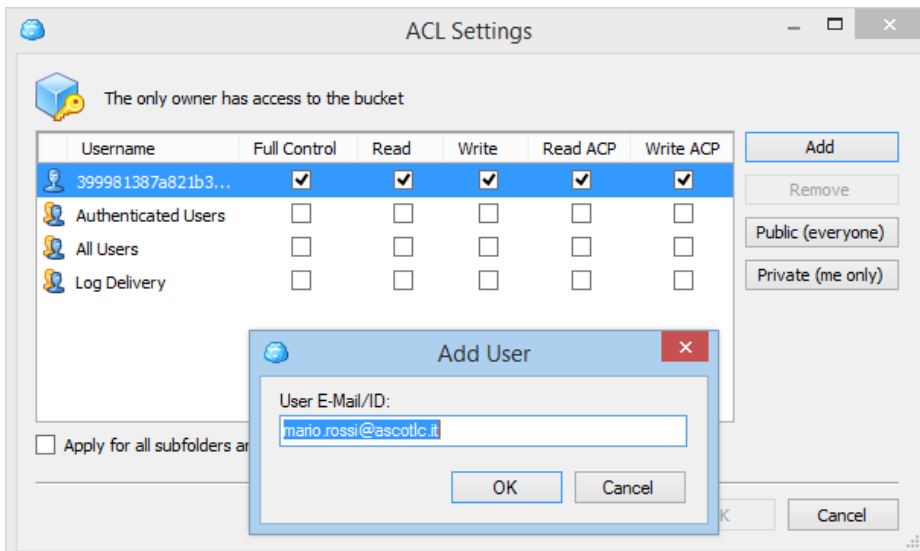 ACL Settings
The only owner has access to the bucket
Username Full Control Read Write Read ACP Write ACP
399981387a821b3...
Authenticated Users
All Users
Log Delivery
Add
Remove
Public (everyone)
Private (me only)
Add User
User E-Mail/ID:
mario.rossi@ascotlc.it
OK Cancel
Apply for all subfolders
Cancel